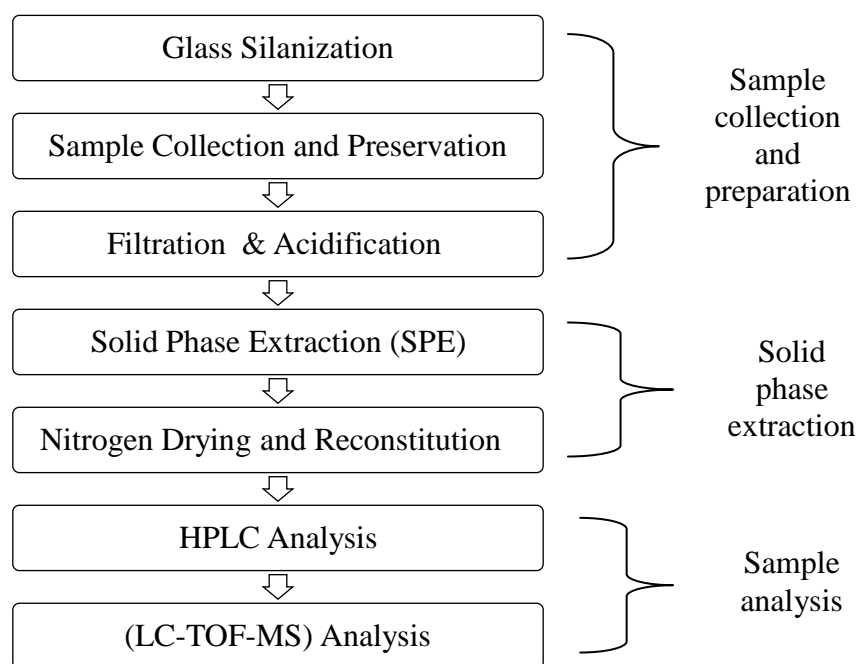 Glass Silanization
Sample Collection and Preservation
Filtration & Acidification
Sample
collection
and
preparation
Solid Phase Extraction (SPE)
Nitrogen Drying and Reconstitution
Solid
phase
extraction
HPLC Analysis
(LC-TOF-MS) Analysis
Sample
analysis